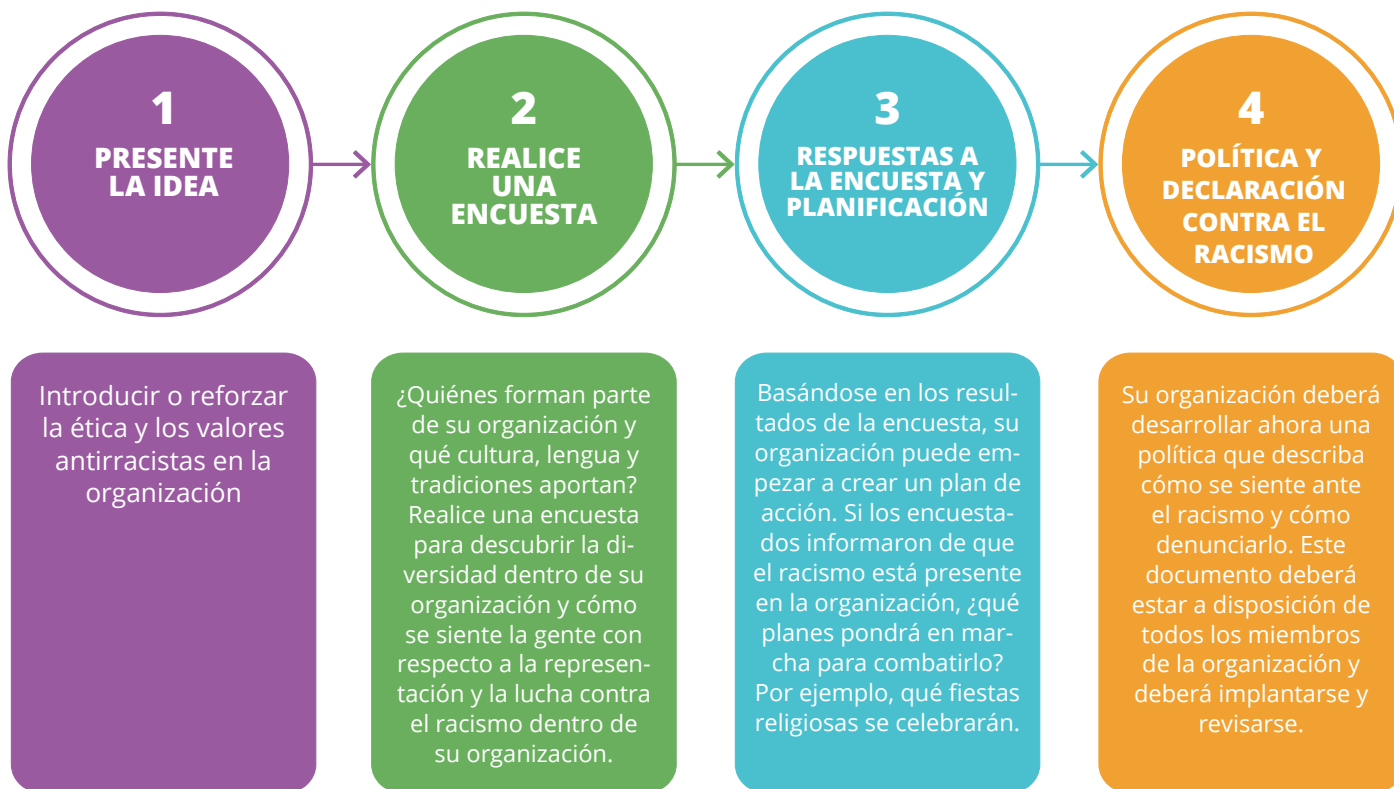 1
PRESENTE
LA IDEA
2
REALICE
UNA
ENCUESTA
3
RESPUESTAS A
LA ENCUESTA Y
PLANIFICACIÓN
4
POLÍTICA Y
DECLARACIÓN
CONTRA EL
RACISMO
Introducir o reforzar
la ética y los valores
antirracistas en la
organización
¿Quiénes forman parte
de su organización y
qué cultura, lengua y
tradiciones aportan?
Realice una encuesta
para descubrir la di-
versidad dentro de su
organización y cómo
se siente la gente con
respecto a la represen-
tación y la lucha contra
el racismo dentro de
su organización.
Basándose en los resul-
tados de la encuesta, su
organización puede em-
pezar a crear un plan de
acción. Si los encuesta-
dos informaron de que
el racismo está presente
en la organización, ¿qué
planes pondrá en mar-
cha para combatirlo?
Por ejemplo, qué fiestas
religiosas se celebrarán.
Su organización deberá
desarrollar ahora una
política que describa
cómo se siente ante
el racismo y cómo
denunciarlo. Este
documento deberá
estar a disposición de
todos los miembros
de la organización y
deberá implantarse y
revisarse.